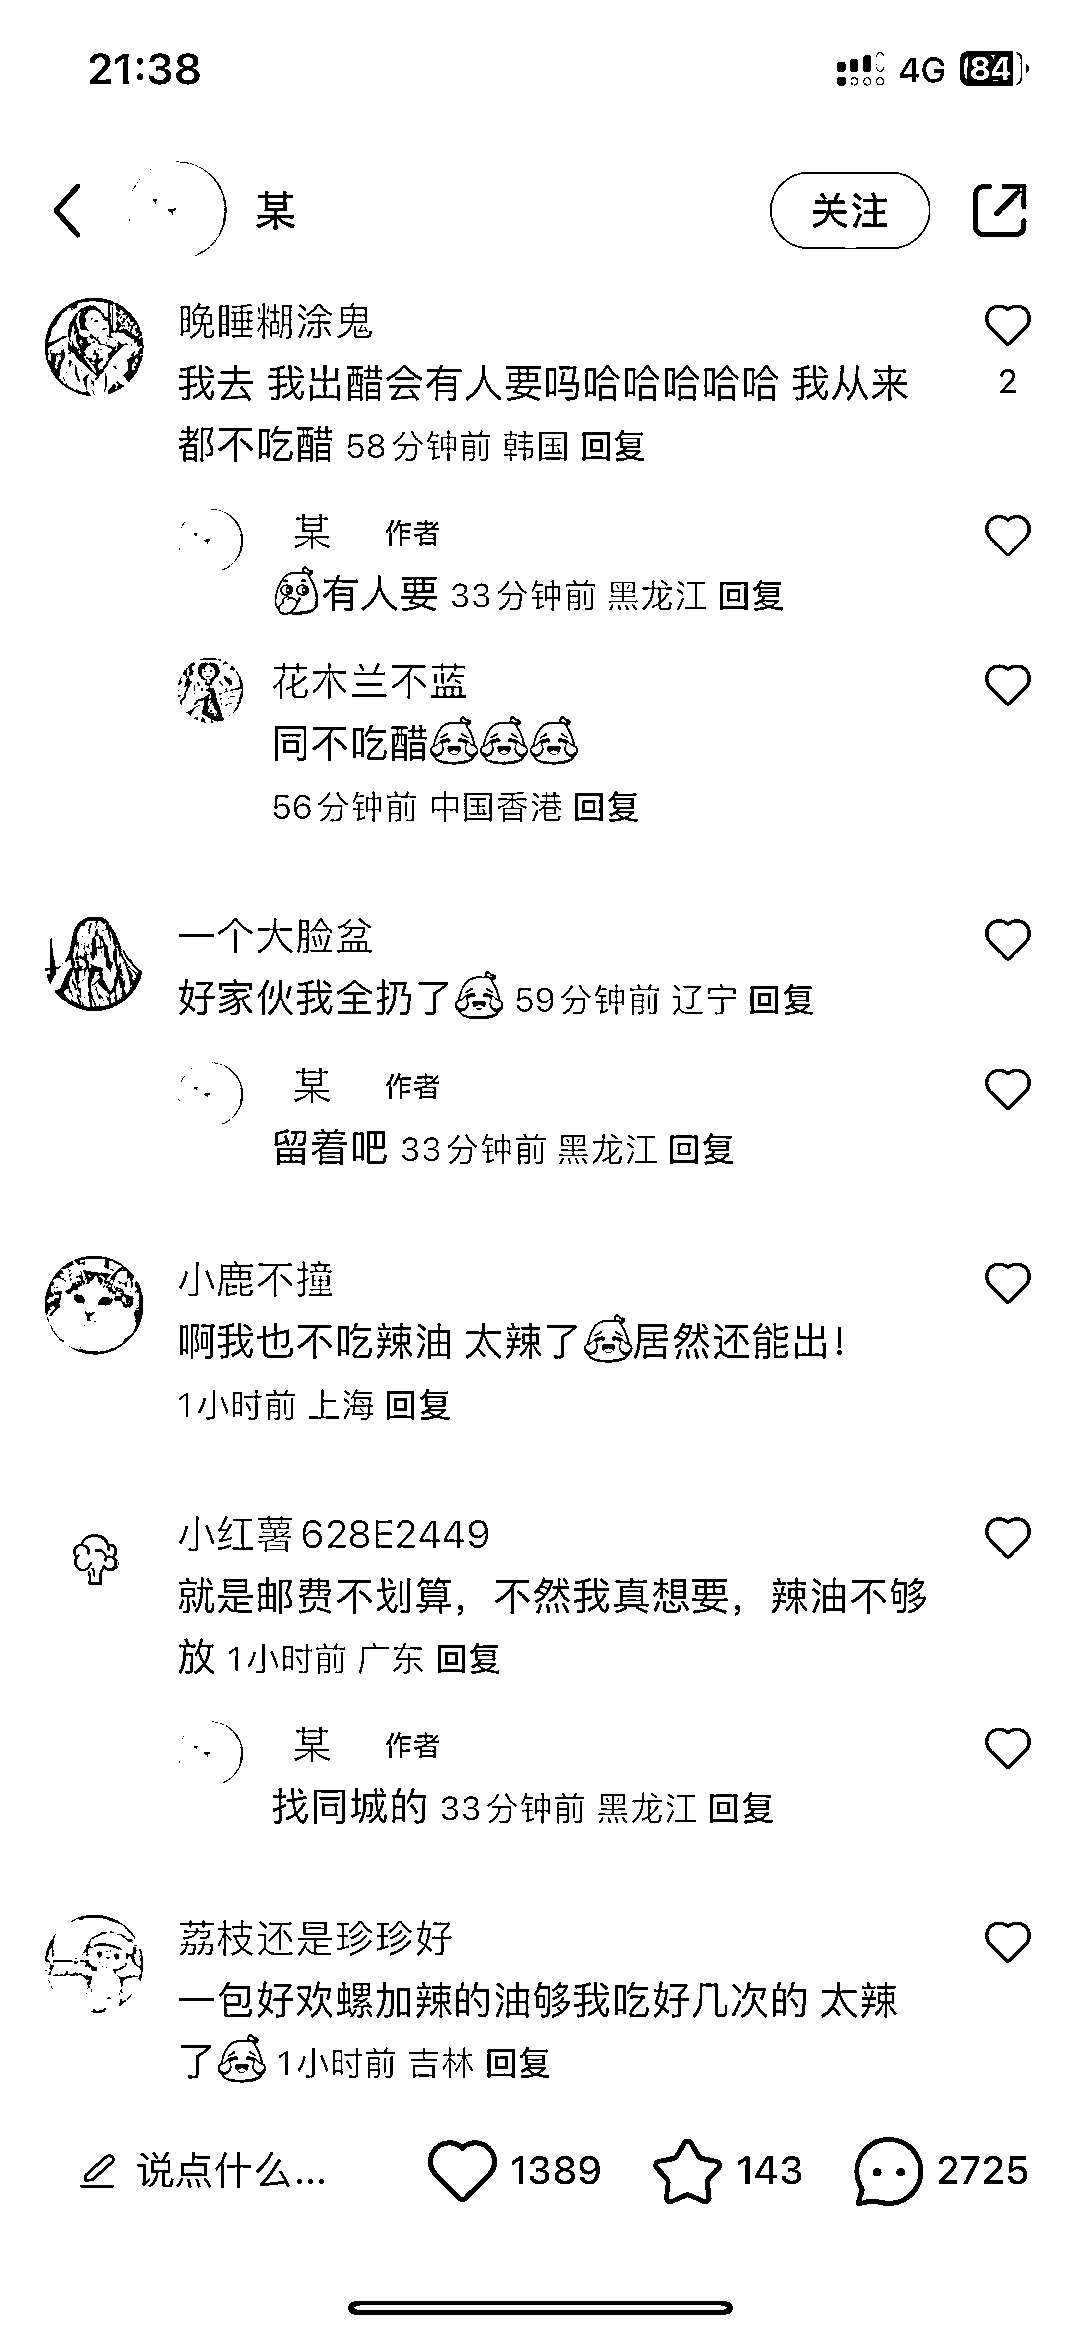 21:38 4G 84
某 关注
晚睡糊涂鬼
我去 我出醋会有人要吗哈哈哈哈哈 我从来 2
都不吃醋 58分钟前 韩国 回复
某 作者
有人要 33分钟前 黑龙江 回复
花木兰不蓝
同不吃醋
56分钟前 中国香港 回复
一个大脸盆
好家伙我全扔了 59分钟前 辽宁 回复
某 作者
留着吧 33分钟前 黑龙江 回复
小鹿不撞
啊我也不吃辣油 太辣了居然还能出！
1小时前 上海 回复
小红薯628E2449
就是邮费不划算，不然我真想要，辣油不够
放 1小时前 广东 回复
某 作者
找同城的 33分钟前 黑龙江 回复
荔枝还是珍珍好
一包好欢螺加辣的油够我吃好几次的 太辣
了 1小时前 吉林 回复
说点什么... 1389 143 2725